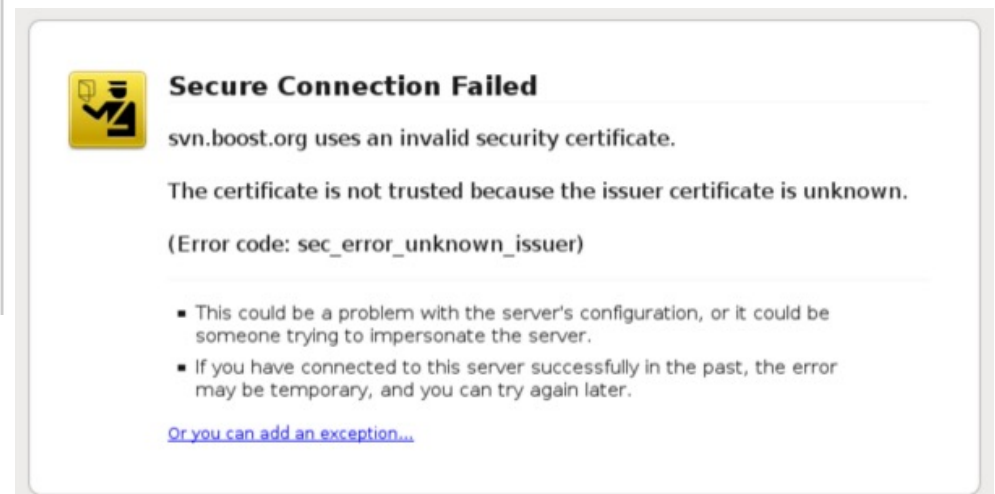 Secure Connection Failed
svn.boost.org uses an invalid security certificate.
The certificate is not trusted because the issuer certificate is unknown.
(Error code: sec_error_unknown_issuer)
▪ This could be a problem with the server's configuration, or it could be
someone trying to impersonate the server.
▪ If you have connected to this server successfully in the past, the error
may be temporary, and you can try again later.
Or you can add an exception...